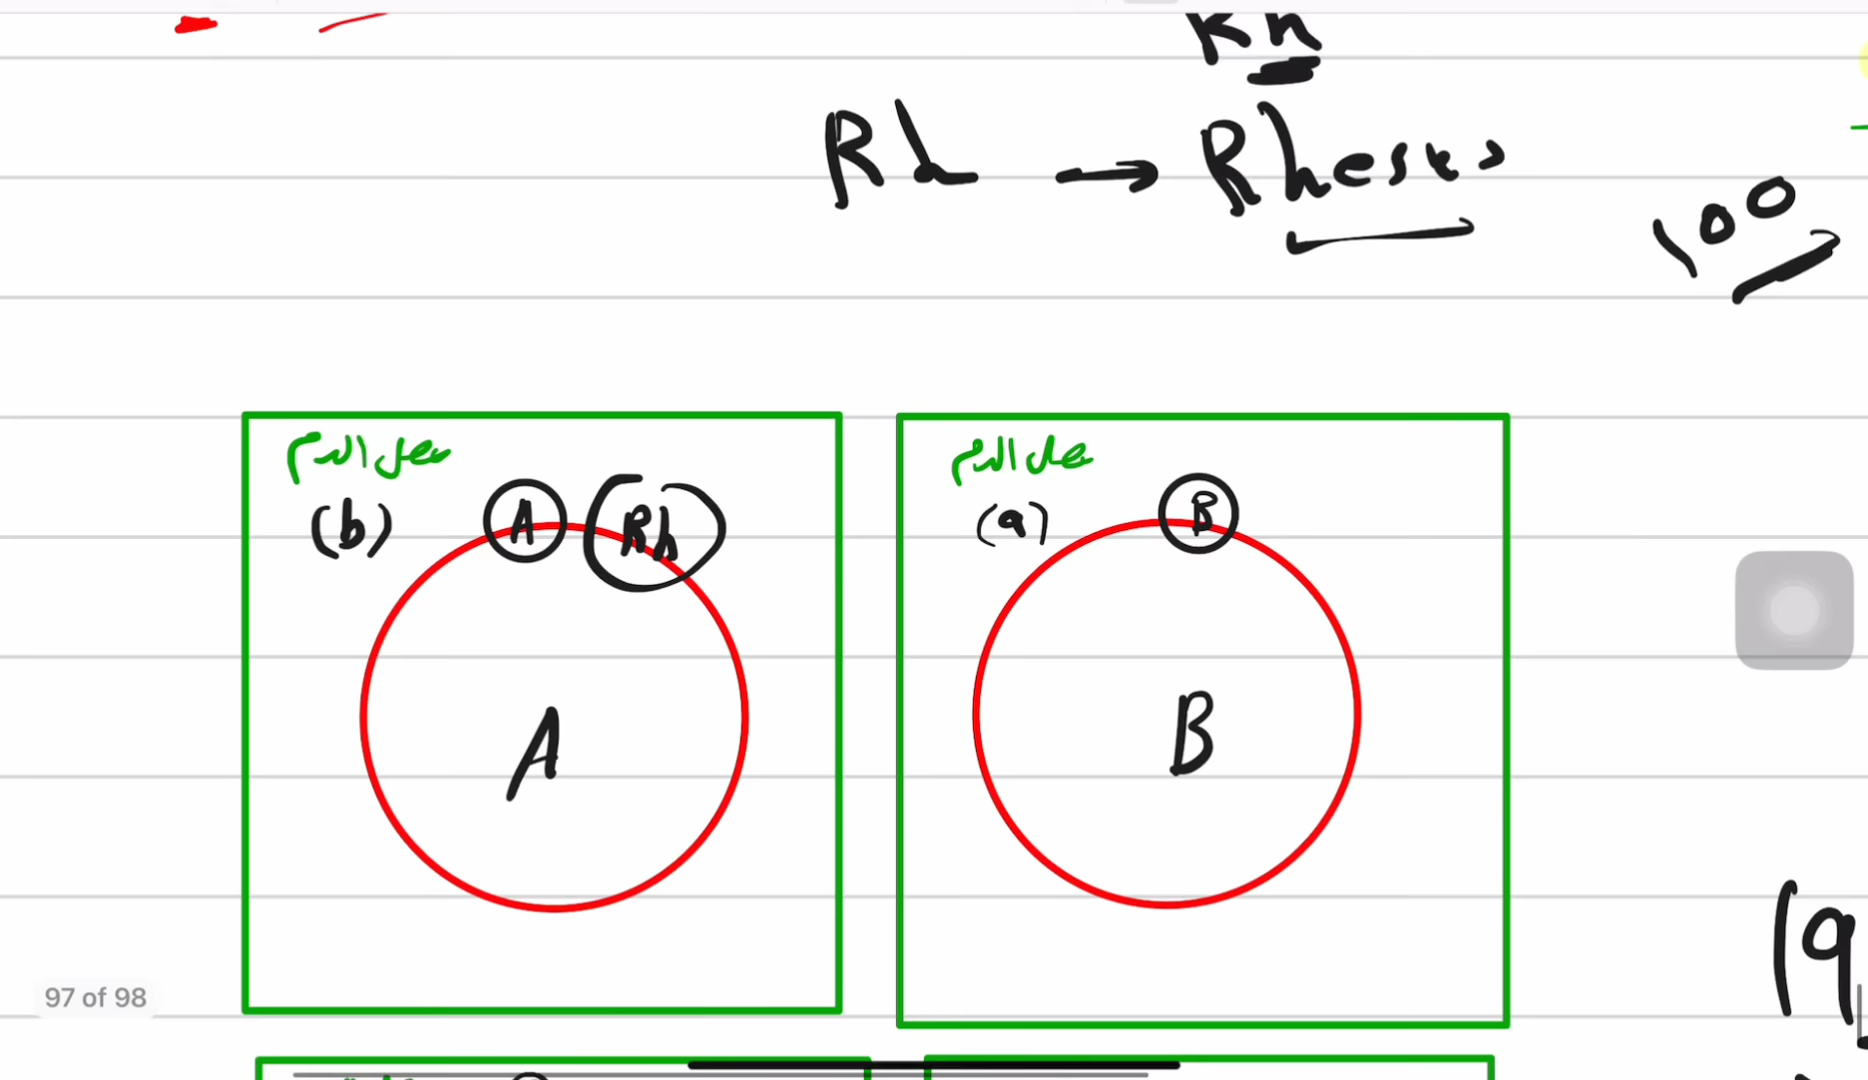 Rh
Rh → Rhesus
100
مصل الدم
(b) A Rh
A
مصل الدم
(a) B
B
(a
97 of 98